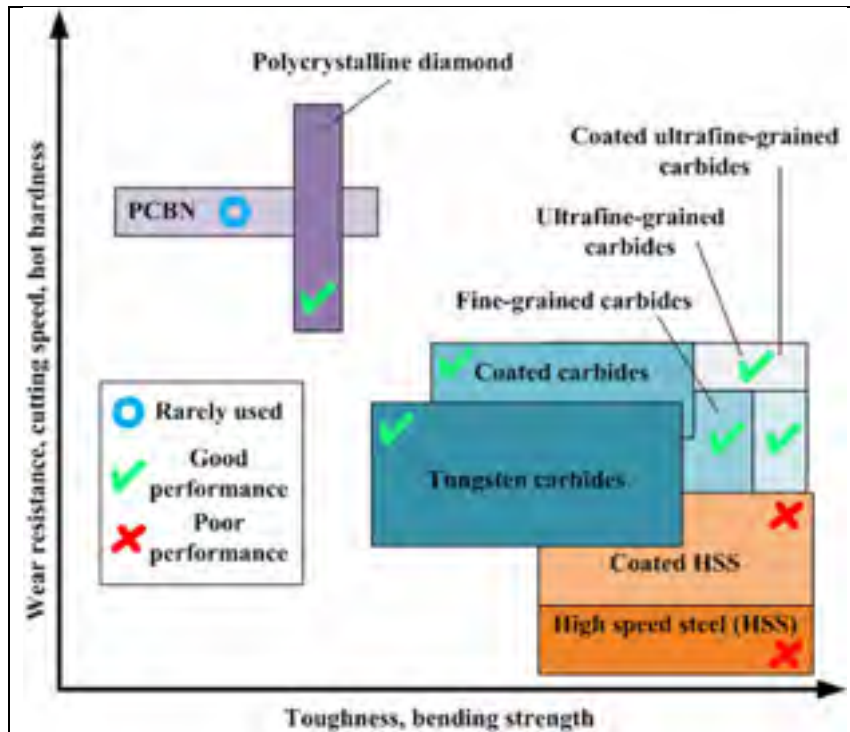 Polycrystalline diamond
Coated ultrafine-grained
carbides
PCBN
Ultrafine-grained
carbides
Fine-grained carbides
Coated carbides
Rarely used
Good
performance
Poor
performance
Tungsten carbides
Coated HSS
High speed steel (HSS)
Wear resistance, cutting speed, hot hardness
Toughness, bending strength